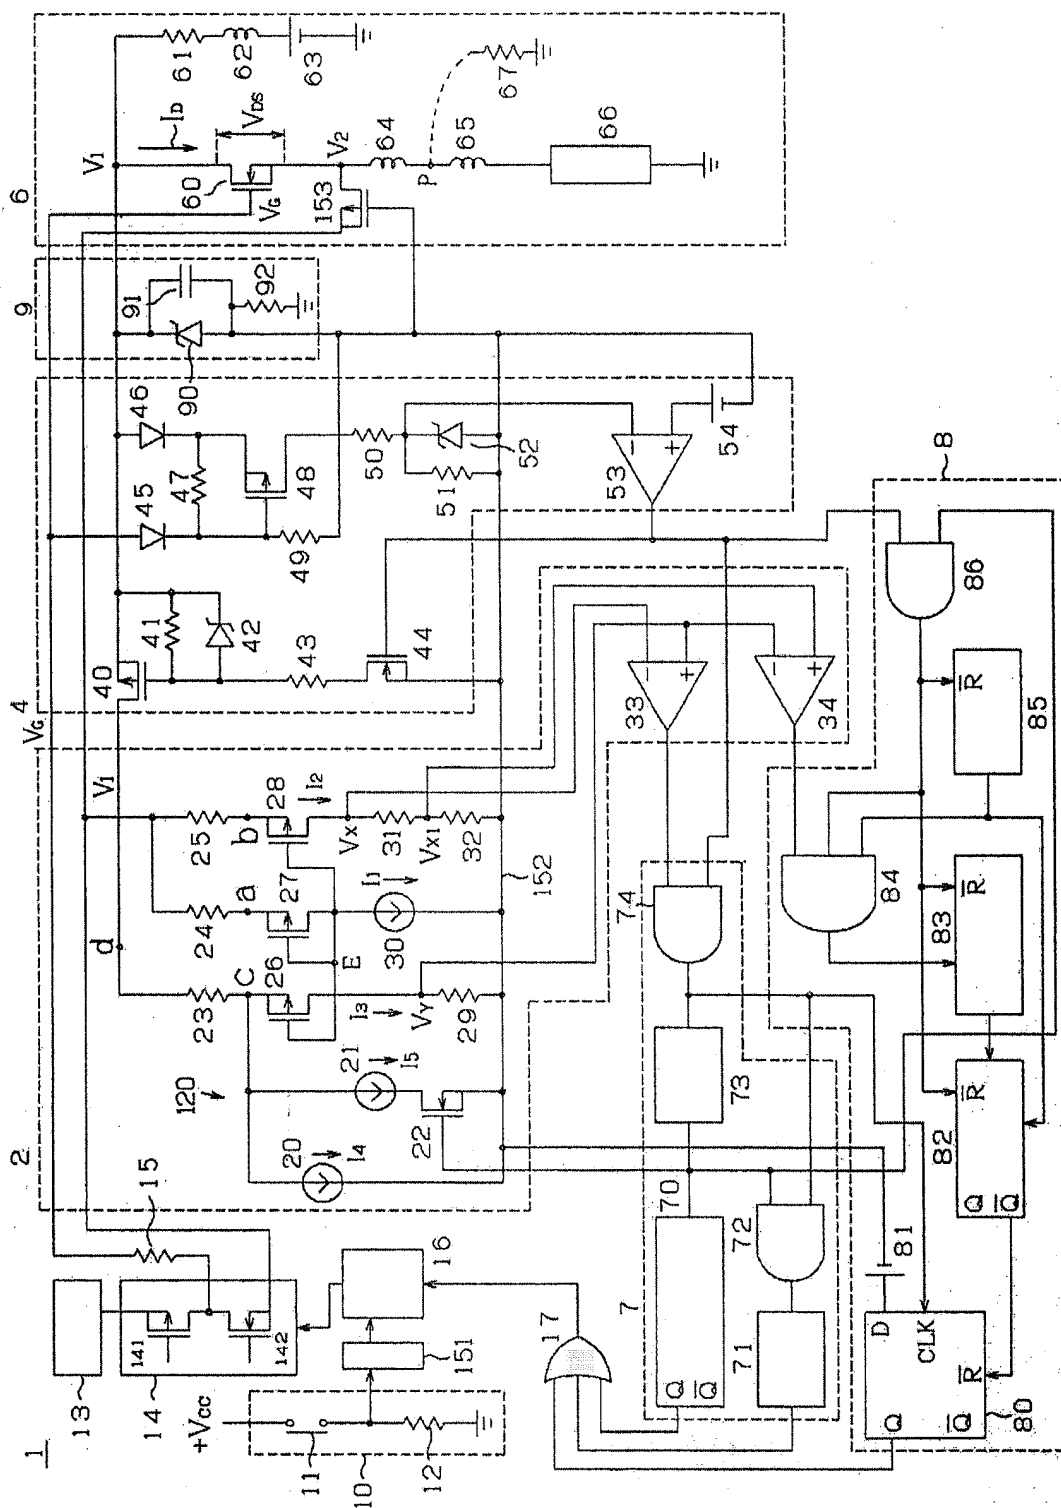 1
13
14
141
142
15
+VCC
11
10
12
151
16
17
2
120
20
I4
21
I5
22
23
C
26
I3
VY
29
d
24
a
27
I1
30
E
25
b
28
I2
VX
31
VX1
32
152
V1
VG
4
40
41
42
43
44
45
46
47
48
49
50
51
52
53
54
33
34
9
90
91
92
6
V1
ID
VDS
60
VG
153
V2
61
62
63
64
P
65
66
67
7
70
71
72
73
74
Q
Q̅
8
80
D
CLK
Q
Q̅
R̅
81
82
Q
Q̅
R̅
83
R̅
84
85
R̅
86